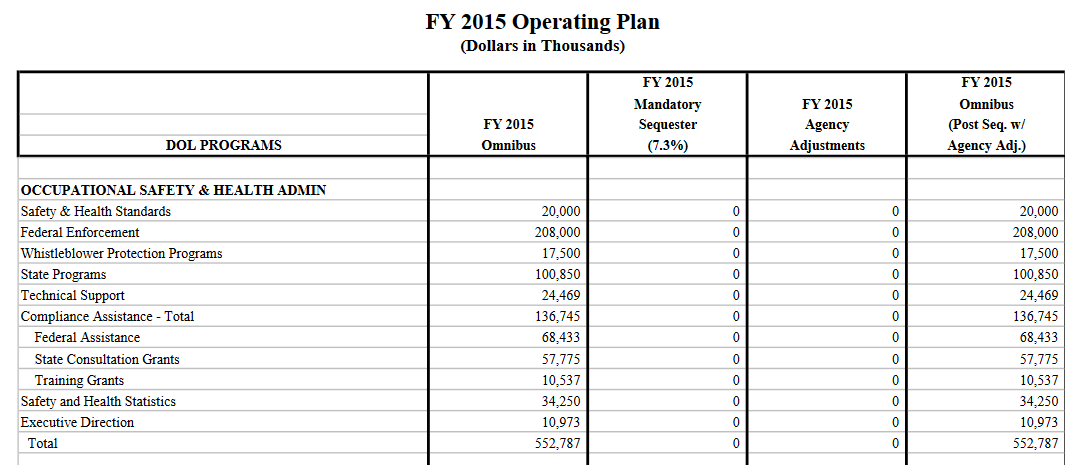 FY 2015 Operating Plan
(Dollars in Thousands)
DOL PROGRAMS FY 2015 Omnibus FY 2015 Mandatory Sequester (7.3%) FY 2015 Agency Adjustments FY 2015 Omnibus (Post Seq. w/ Agency Adj.)
OCCUPATIONAL SAFETY & HEALTH ADMIN
Safety & Health Standards 20,000 0 0 20,000
Federal Enforcement 208,000 0 0 208,000
Whistleblower Protection Programs 17,500 0 0 17,500
State Programs 100,850 0 0 100,850
Technical Support 24,469 0 0 24,469
Compliance Assistance - Total 136,745 0 0 136,745
Federal Assistance 68,433 0 0 68,433
State Consultation Grants 57,775 0 0 57,775
Training Grants 10,537 0 0 10,537
Safety and Health Statistics 34,250 0 0 34,250
Executive Direction 10,973 0 0 10,973
Total 552,787 0 0 552,787